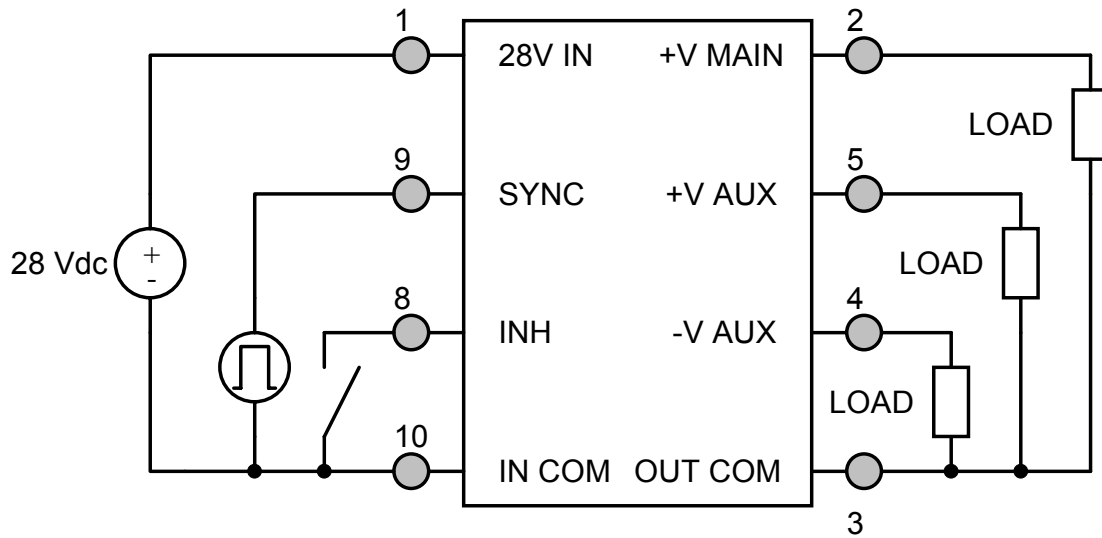 1
2
28V IN
+V MAIN
LOAD
9
5
SYNC
+V AUX
28 Vdc
+
-
LOAD
8
4
INH
-V AUX
LOAD
10
IN COM
OUT COM
3